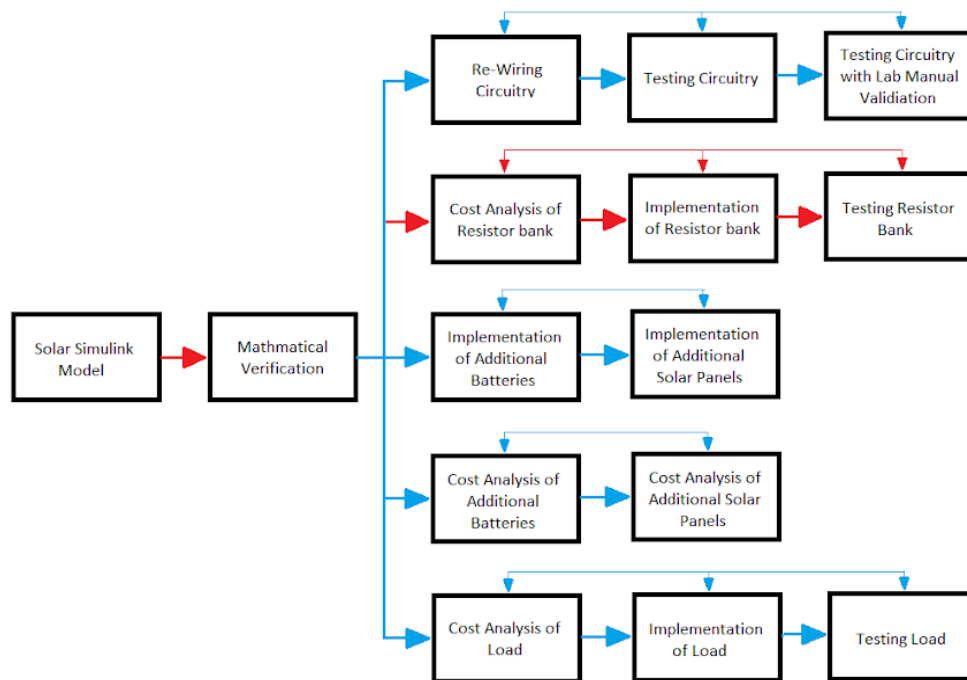 Re-Wiring
Circuitry
Testing Circuitry
Testing Circuitry
with Lab Manual
Validiation
Cost Analysis of
Resistor bank
Implementation
of Resistor bank
Testing Resistor
Bank
Solar Simulink
Model
Mathmatical
Verification
Implementation
of Additional
Batteries
Implementation
of Additional
Solar Panels
Cost Analysis of
Additional
Batteries
Cost Analysis of
Additional Solar
Panels
Cost Analysis of
Load
Implementation
of Load
Testing Load